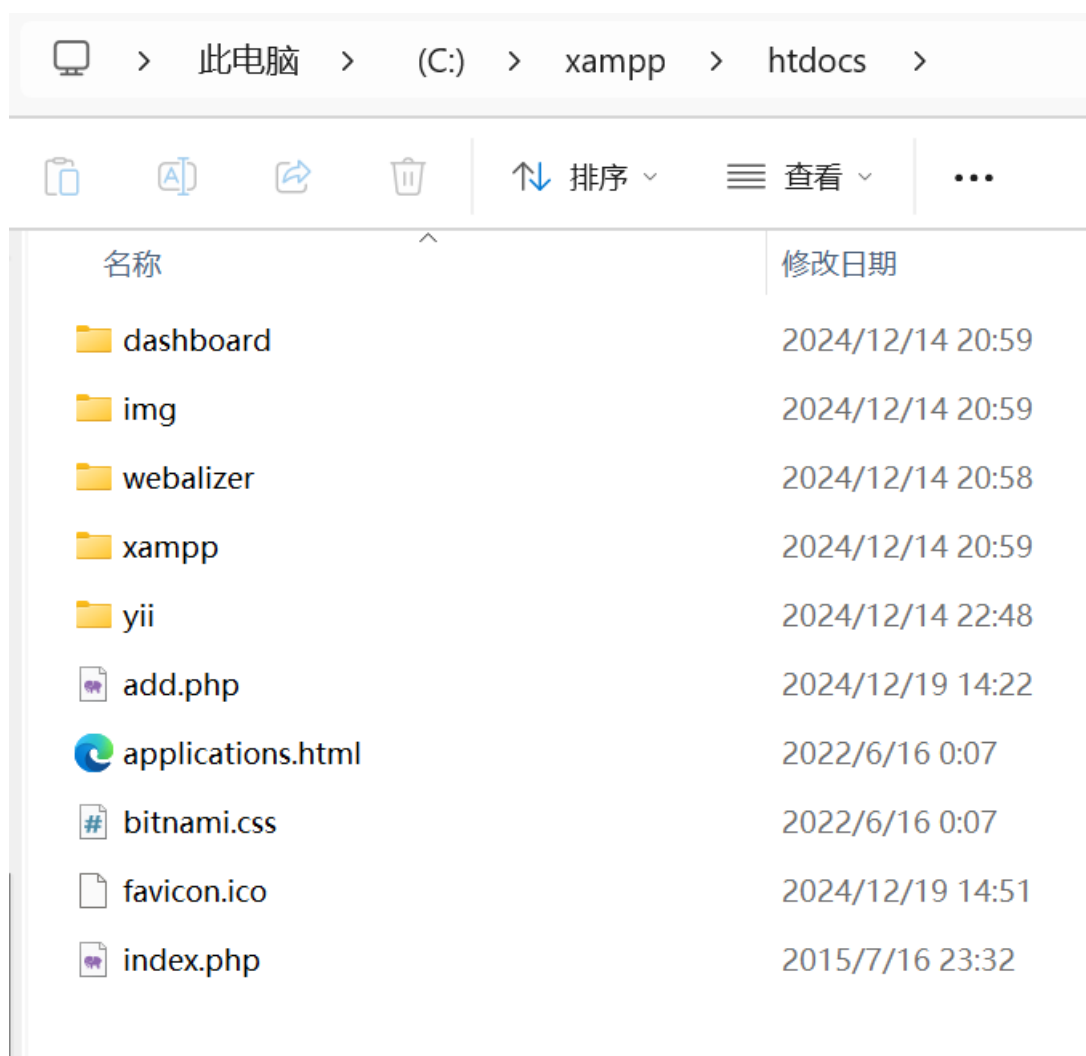 此电脑 > (C:) > xampp > htdocs >
排序 查看 •••
名称 修改日期
dashboard 2024/12/14 20:59
img 2024/12/14 20:59
webalizer 2024/12/14 20:58
xampp 2024/12/14 20:59
yii 2024/12/14 22:48
add.php 2024/12/19 14:22
applications.html 2022/6/16 0:07
bitnami.css 2022/6/16 0:07
favicon.ico 2024/12/19 14:51
index.php 2015/7/16 23:32